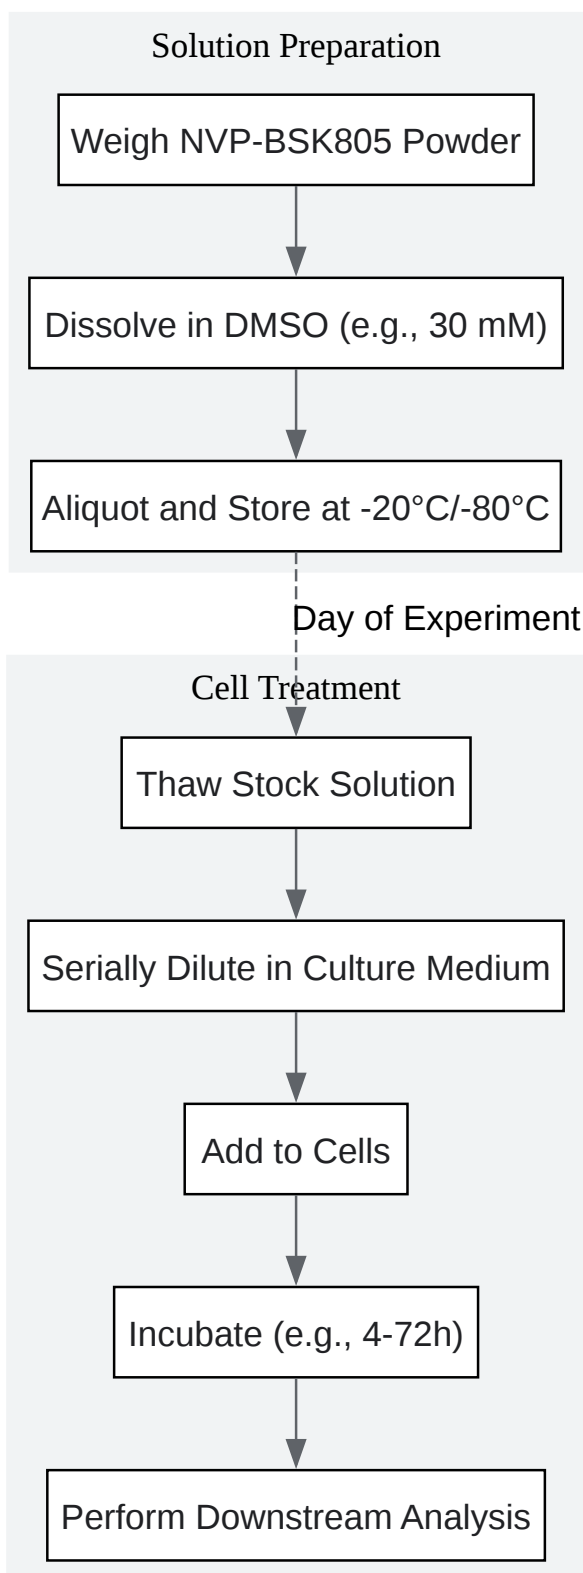 Solution Preparation
Weigh NVP-BSK805 Powder
Dissolve in DMSO (e.g., 30 mM)
Aliquot and Store at -20°C/-80°C
Day of Experiment
Cell Treatment
Thaw Stock Solution
Serially Dilute in Culture Medium
Add to Cells
Incubate (e.g., 4-72h)
Perform Downstream Analysis